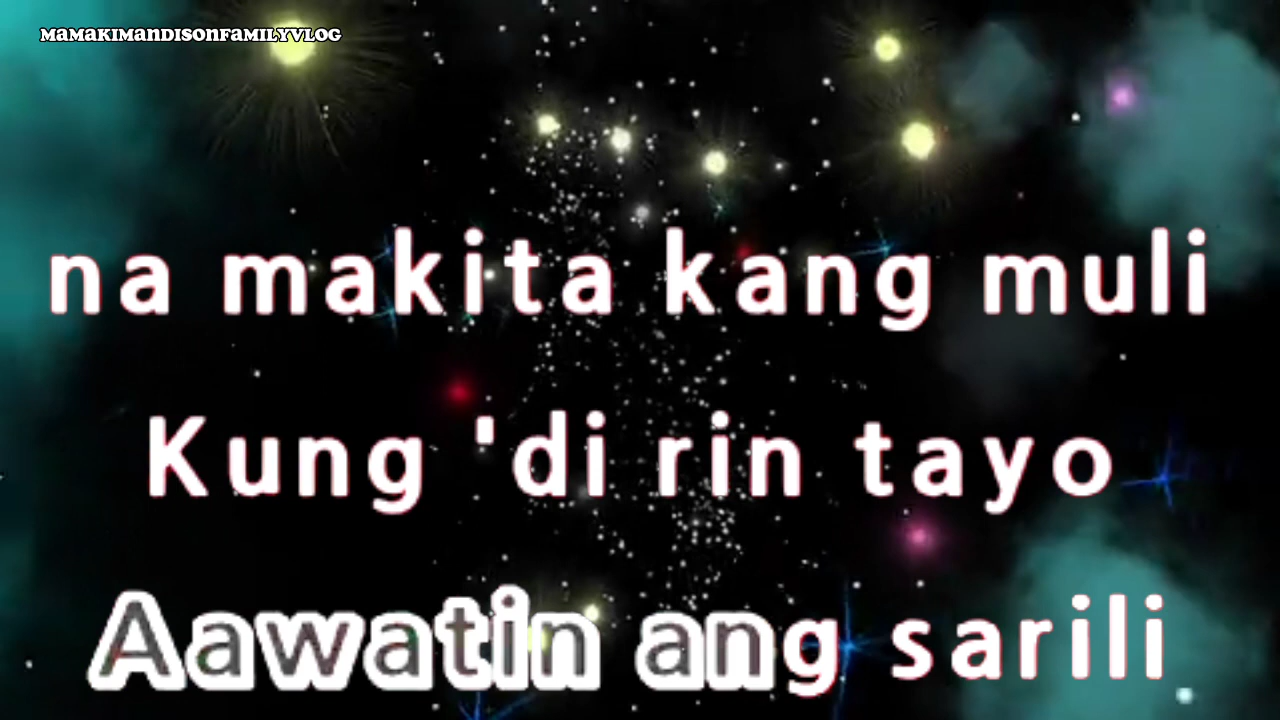 MAMAKIMANDISONFAMILYVLOG
na makita kang muli
Kung 'di rin tayo
Aawatin ang sarili